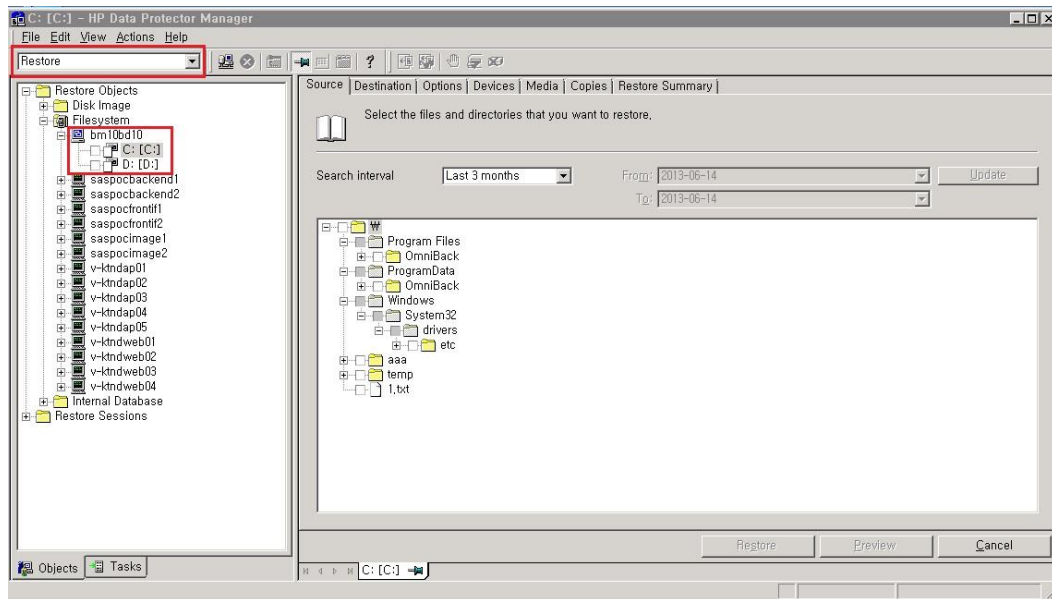 C: [C:] - HP Data Protector Manager
File Edit View Actions Help
Restore
Restore Objects
Disk Image
Filesystem
bm10bd10
C: [C:]
D: [D:]
saspocbackend1
saspocbackend2
saspocfrontif1
saspocfrontif2
saspocimage1
saspocimage2
v-ktndap01
v-ktndap02
v-ktndap03
v-ktndap04
v-ktndap05
v-ktndweb01
v-ktndweb02
v-ktndweb03
v-ktndweb04
Internal Database
Restore Sessions
Objects Tasks
Source Destination Options Devices Media Copies Restore Summary
Select the files and directories that you want to restore.
Search interval Last 3 months From: 2013-06-14 Update
To: 2013-06-14
₩
Program Files
OmniBack
ProgramData
OmniBack
Windows
System32
drivers
etc
aaa
temp
1.txt
Restore Preview Cancel
C: [C:]